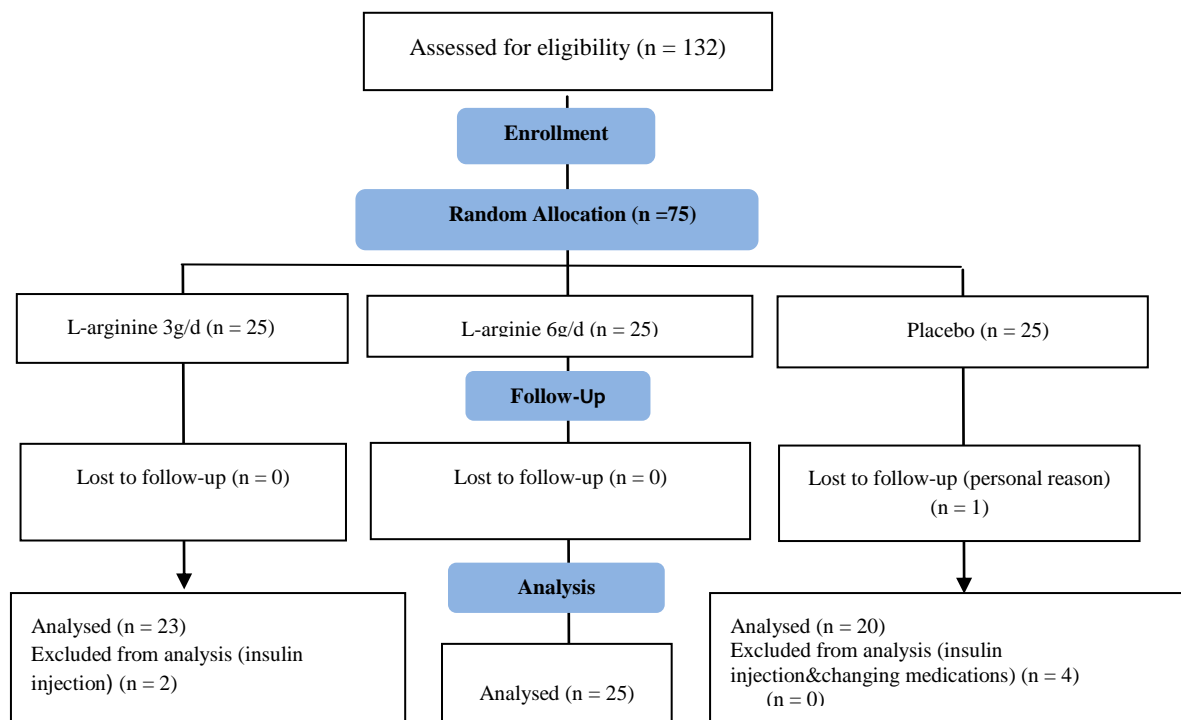 Assessed for eligibility (n = 132)
Enrollment
Random Allocation (n =75)
L-arginine 3g/d (n = 25)
L-arginie 6g/d (n = 25)
Placebo (n = 25)
Follow-Up
Lost to follow-up (n = 0)
Lost to follow-up (n = 0)
Lost to follow-up (personal reason)
(n = 1)
Analysis
Analysed (n = 23)
Excluded from analysis (insulin
injection) (n = 2)
Analysed (n = 25)
Analysed (n = 20)
Excluded from analysis (insulin
injection&changing medications) (n = 4)
(n = 0)